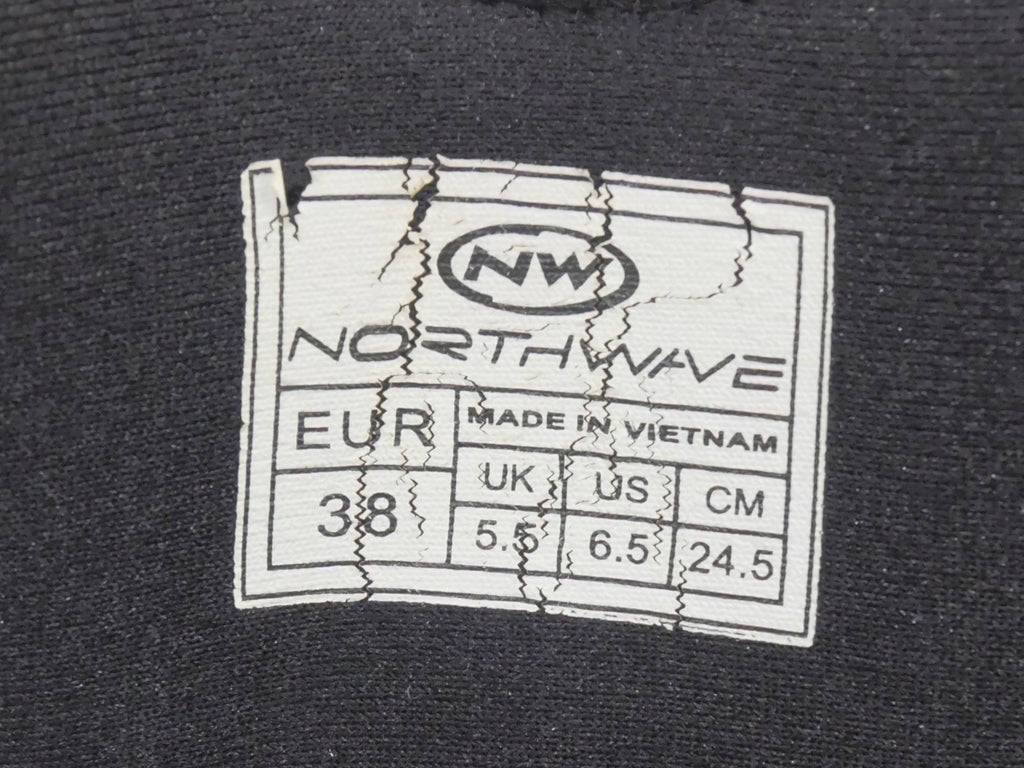 NW
NORTHWAVE
EUR
38
MADE IN VIETNAM
UK US CM
5.5 6.5 24.5